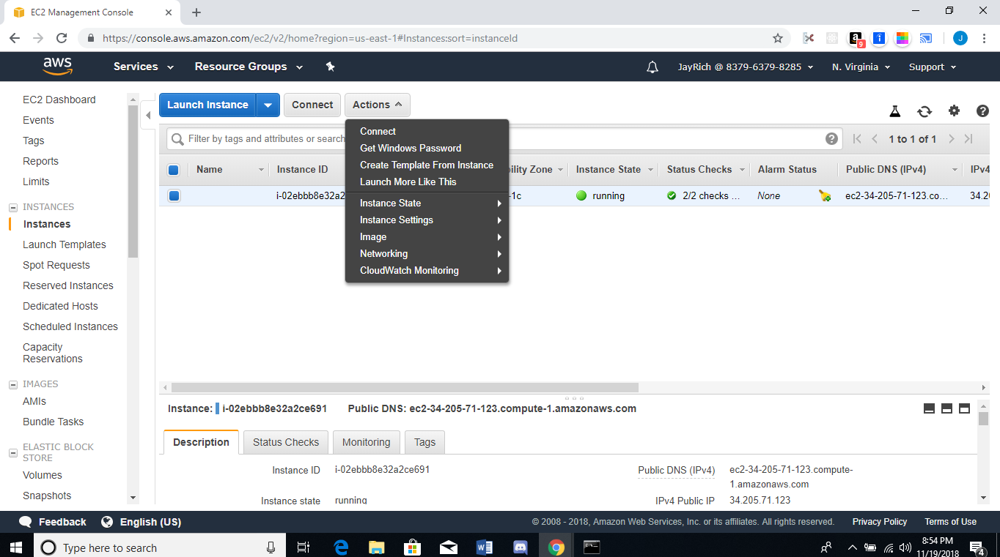 EC2 Management Console
https://console.aws.amazon.com/ec2/v2/home?region=us-east-1#Instances:sort=instanceId
a
9
J
aws
Services
Resource Groups
JayRich @ 8379-6379-8285
N. Virginia
Support
EC2 Dashboard
Events
Tags
Reports
Limits
INSTANCES
Instances
Launch Templates
Spot Requests
Reserved Instances
Dedicated Hosts
Scheduled Instances
Capacity
Reservations
IMAGES
AMIs
Bundle Tasks
ELASTIC BLOCK
STORE
Volumes
Snapshots
Launch Instance
Connect
Actions
Connect
Get Windows Password
Create Template From Instance
Launch More Like This
Instance State
Instance Settings
Image
Networking
CloudWatch Monitoring
Filter by tags and attributes or search
1 to 1 of 1
Name Instance ID bility Zone Instance State Status Checks Alarm Status Public DNS (IPv4) IPv4
i-02ebbb8e32a2 -1c running 2/2 checks ... None ec2-34-205-71-123.co... 34.20
Instance: i-02ebbb8e32a2ce691 Public DNS: ec2-34-205-71-123.compute-1.amazonaws.com
Description Status Checks Monitoring Tags
Instance ID i-02ebbb8e32a2ce691 Public DNS (IPv4) ec2-34-205-71-123.compute-
1.amazonaws.com
Instance state running IPv4 Public IP 34.205.71.123
Feedback English (US) © 2008 - 2018, Amazon Web Services, Inc. or its affiliates. All rights reserved. Privacy Policy Terms of Use
Type here to search
8:54 PM
11/19/2018
4